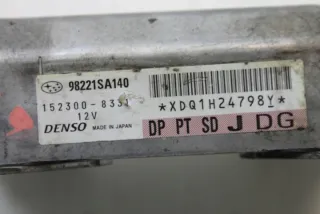 98221SA140
152300-8331
*XDQ1H24798Y*
12V
DENSO MADE IN JAPAN
DP PT SD J DG